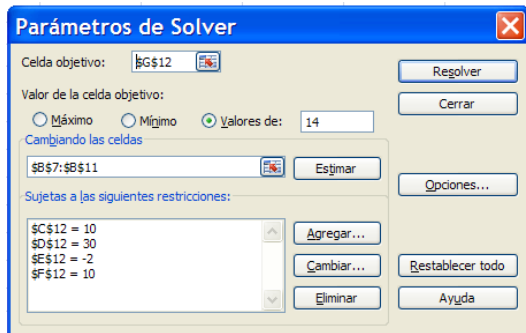 Parámetros de Solver
Celda objetivo: $G$12
Resolver
Valor de la celda objetivo:
Cerrar
Máximo Mínimo Valores de: 14
Cambiando las celdas
$B$7:$B$11 Estimar
Opciones...
Sujetas a las siguientes restricciones:
$C$12 = 10
$D$12 = 30
$E$12 = -2
$F$12 = 10
Agregar...
Cambiar...
Restablecer todo
Eliminar
Ayuda